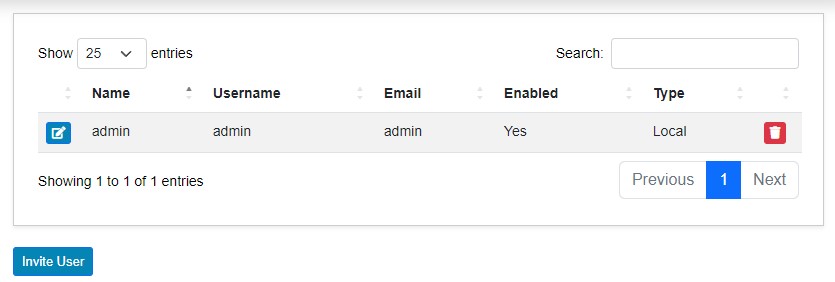 Show 25 entries Search:
Name Username Email Enabled Type
admin admin admin Yes Local
Showing 1 to 1 of 1 entries Previous 1 Next
Invite User